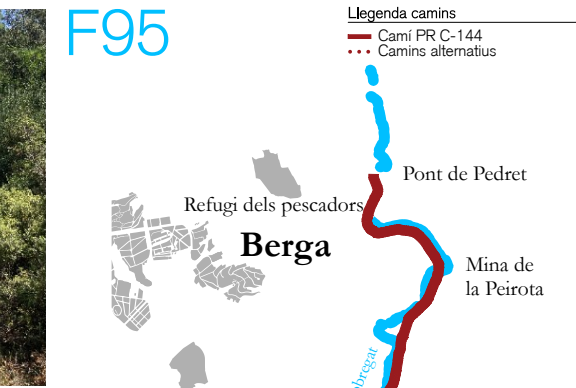 F95
Llegenda camins
Camí PR C-144
Camins alternatius
Pont de Pedret
Refugi dels pescadors
Berga
Mina de
la Peirota